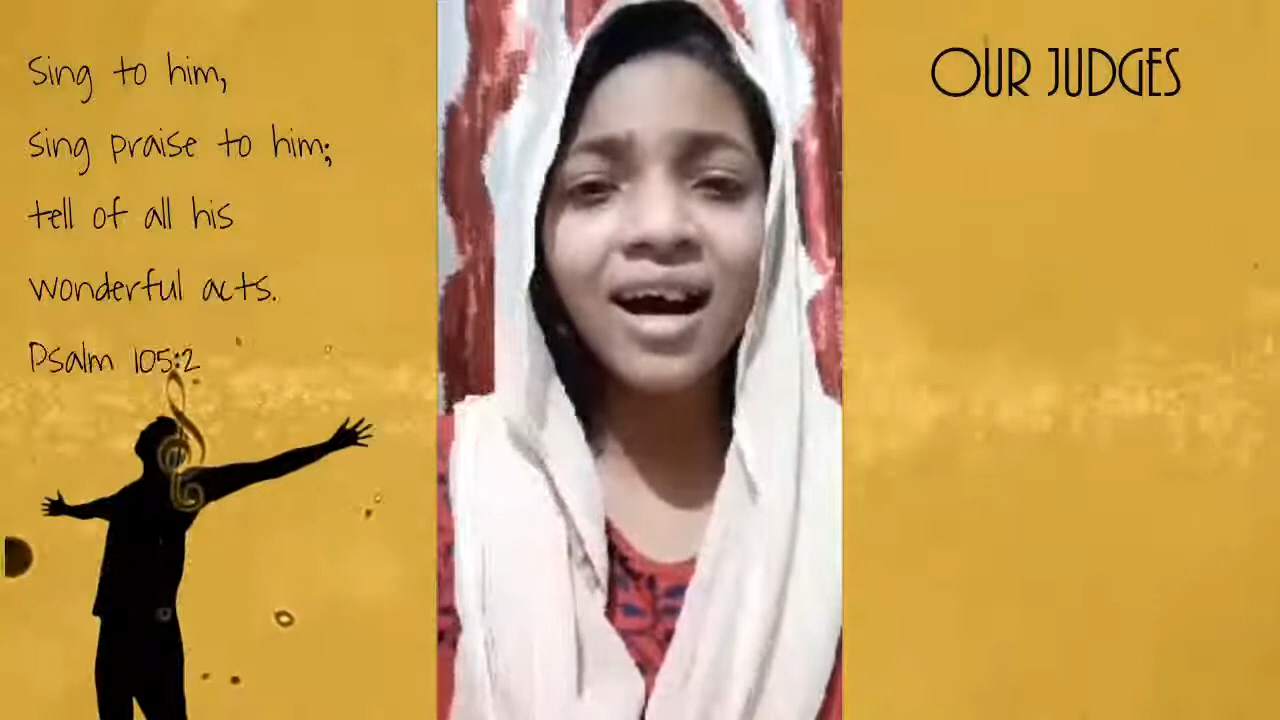 Sing to him,
sing praise to him;
tell of all his
wonderful acts.
Psalm 105:2
OUR JUDGES